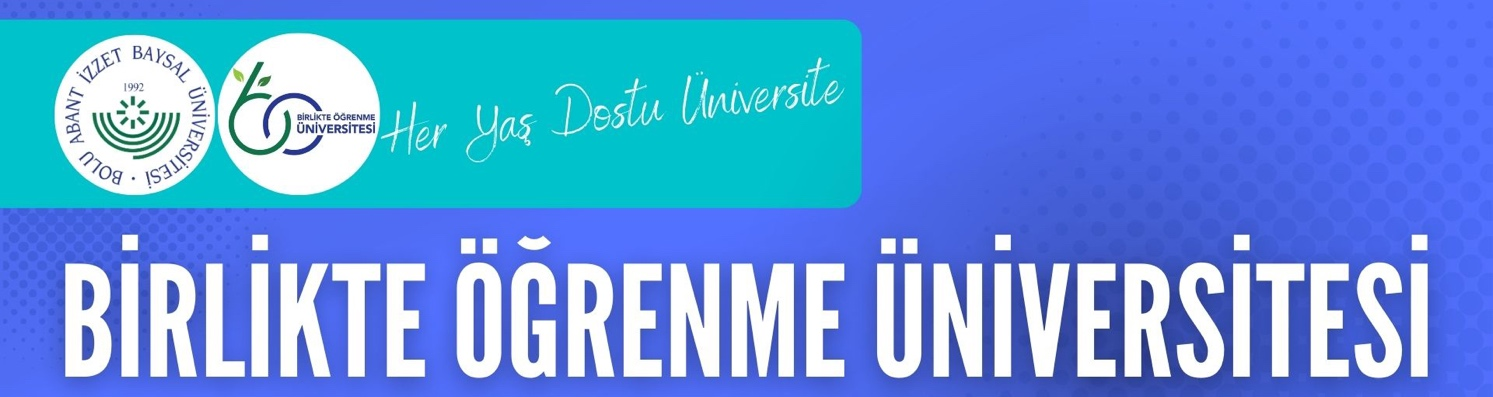 BOLU ABANT İZZET BAYSAL ÜNİVERSİTESİ ·
1992
BİRLİKTE ÖĞRENME
ÜNİVERSİTESİ
Her Yaş Dostu Üniversite
BİRLİKTE ÖĞRENME ÜNİVERSİTESİ